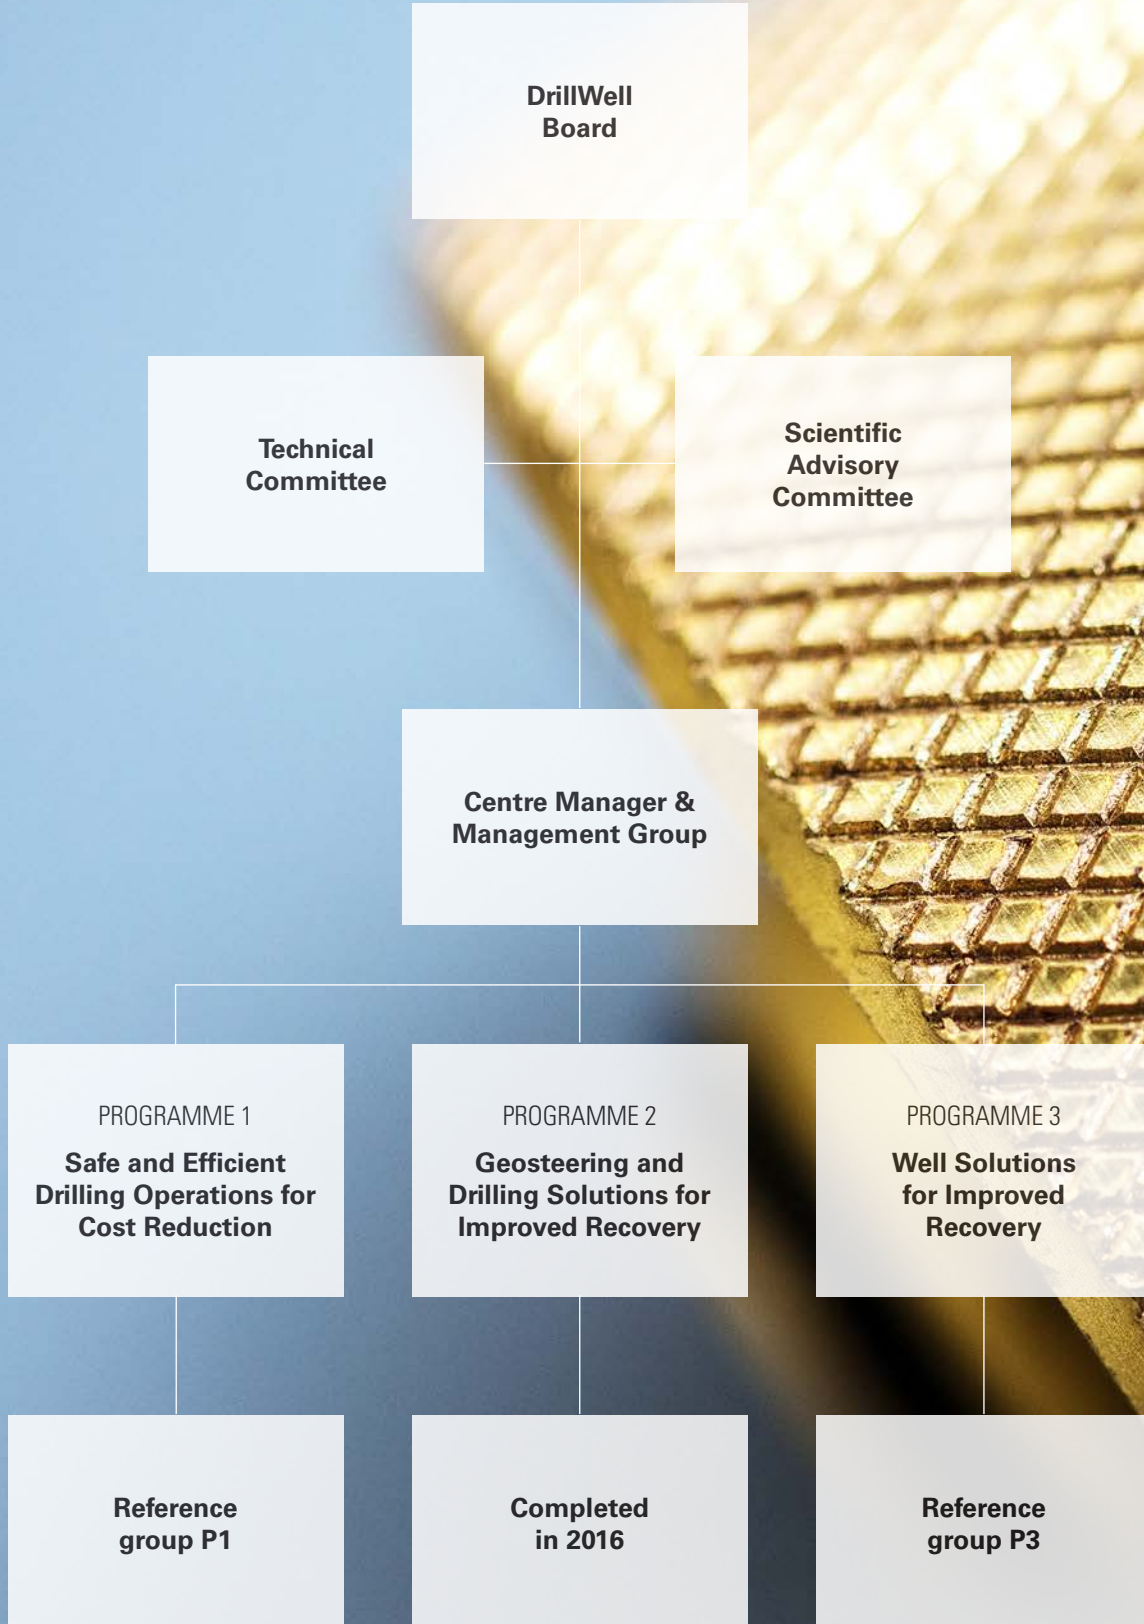 DrillWell
Board
Technical
Committee
Scientific
Advisory
Committee
Centre Manager &
Management Group
PROGRAMME 1
Safe and Efficient
Drilling Operations for
Cost Reduction
PROGRAMME 2
Geosteering and
Drilling Solutions for
Improved Recovery
PROGRAMME 3
Well Solutions
for Improved
Recovery
Reference
group P1
Completed
in 2016
Reference
group P3